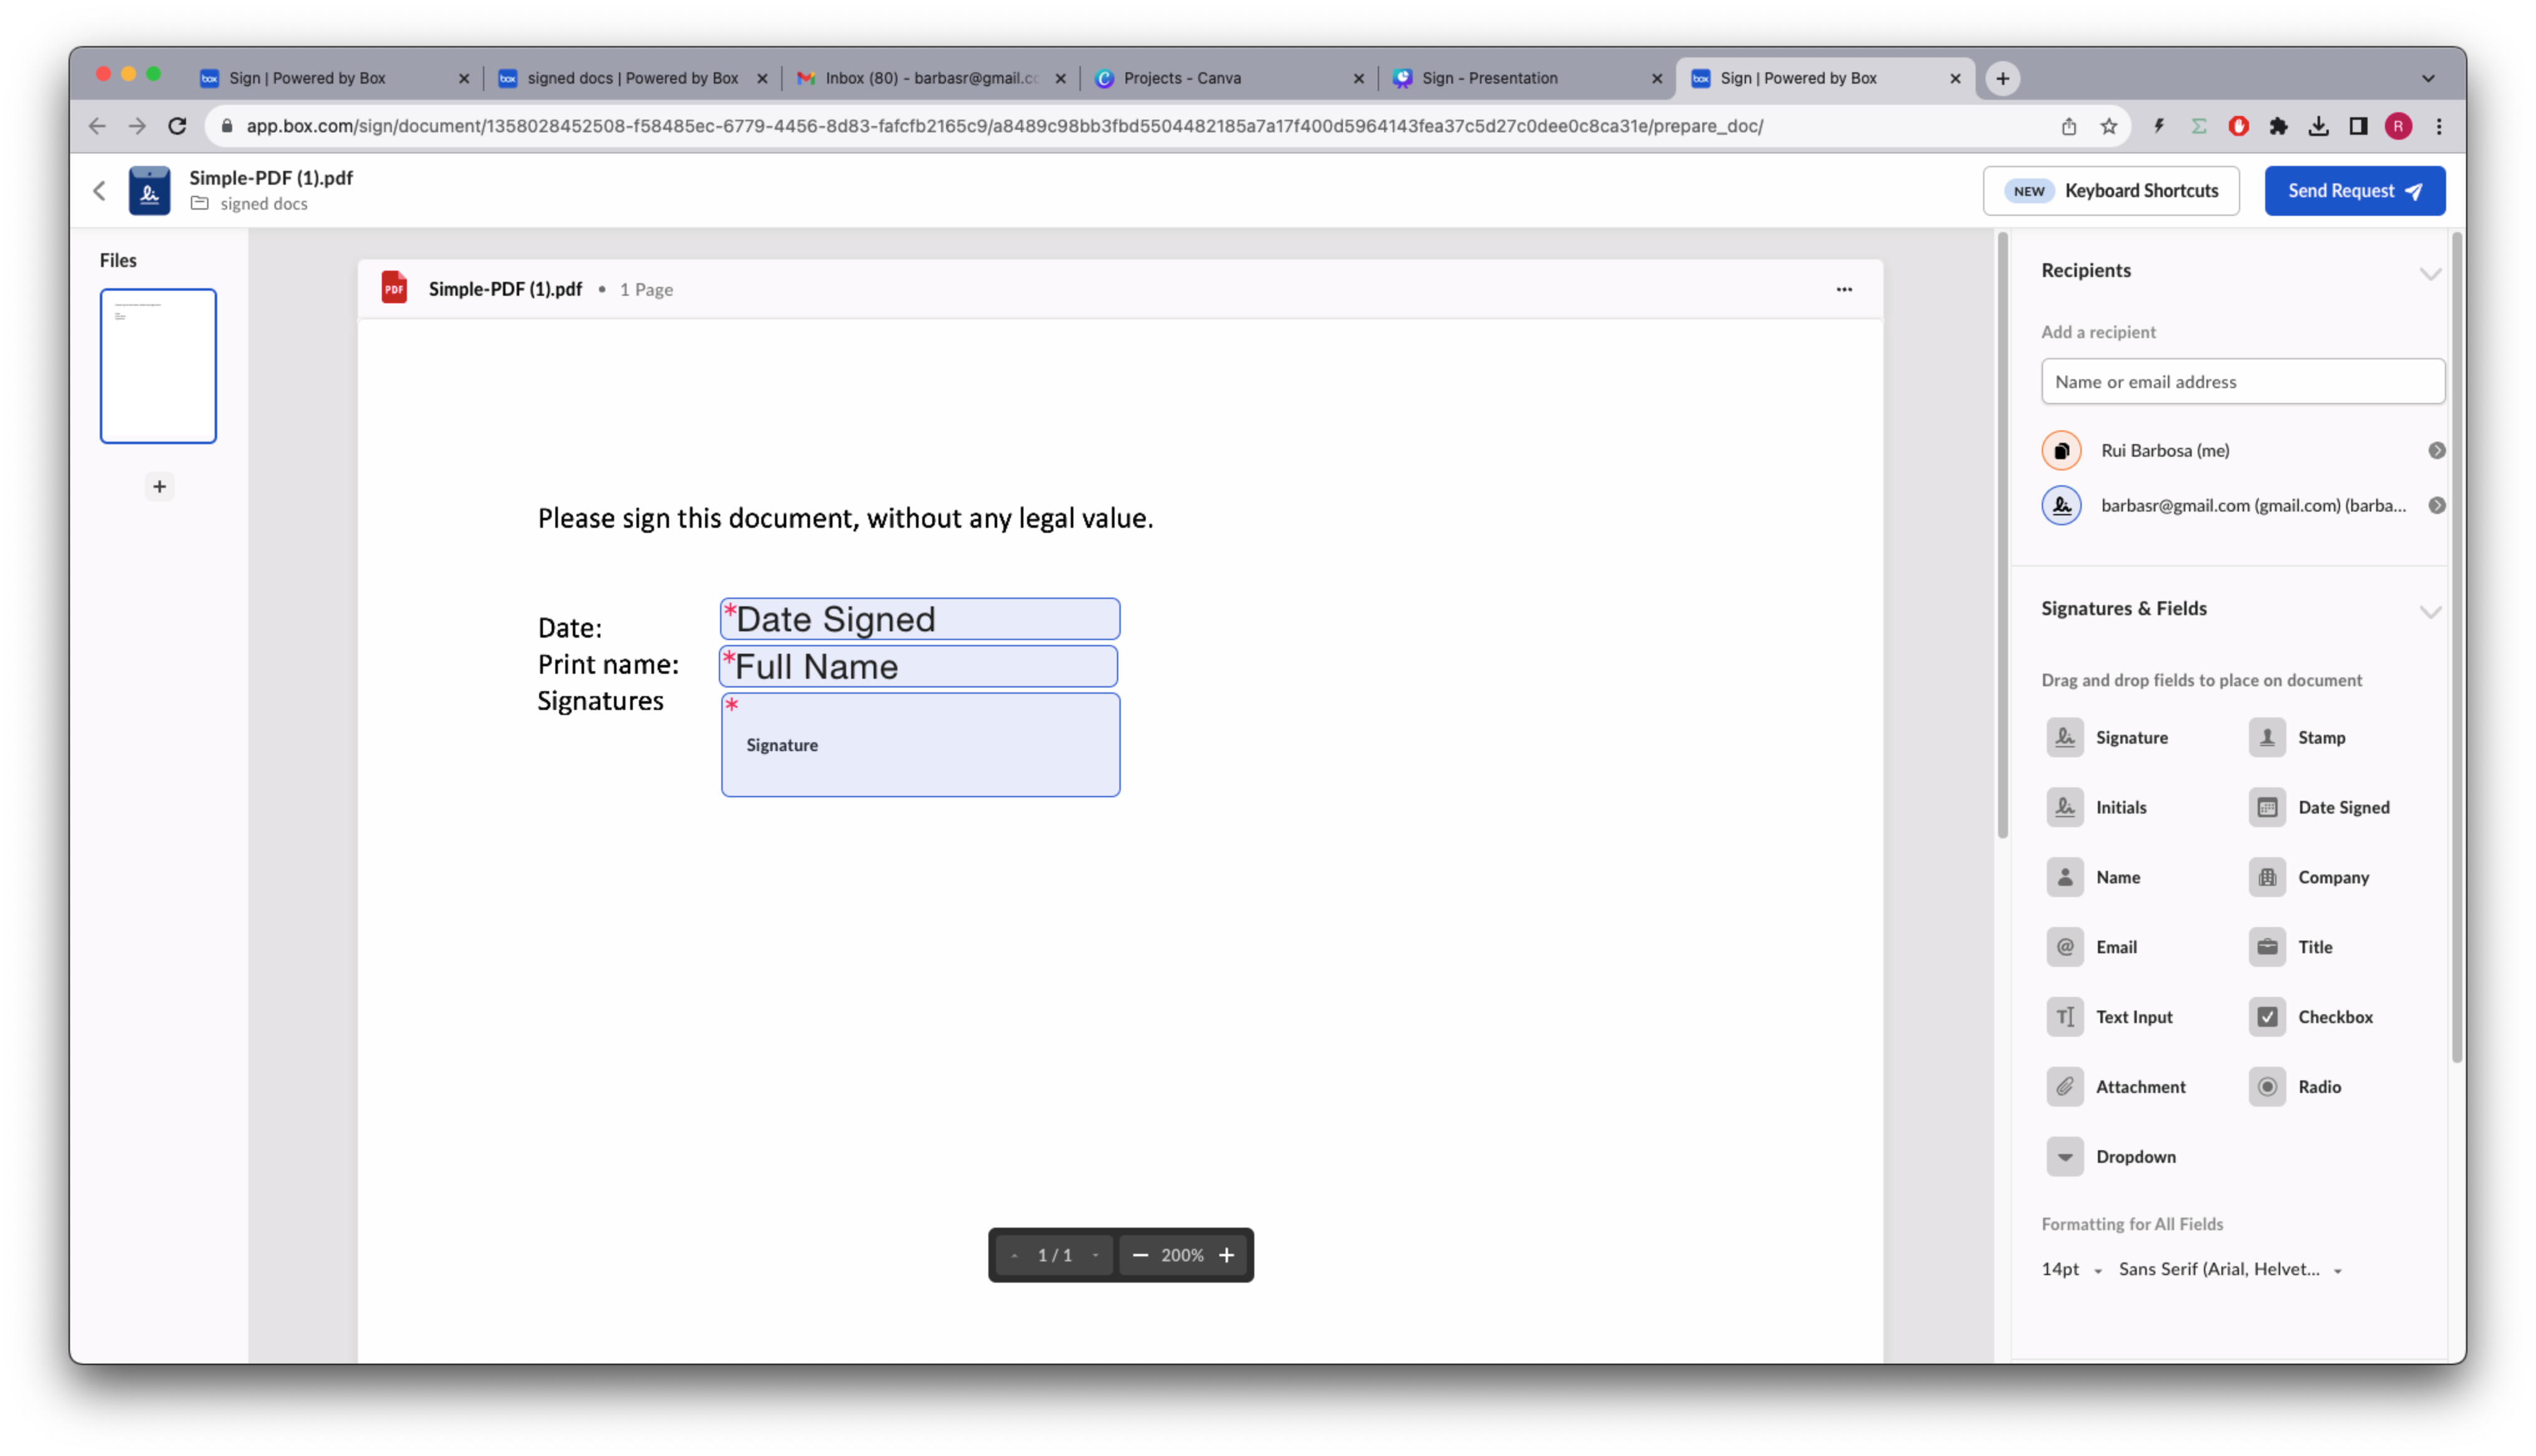 Sign | Powered by Box
signed docs | Powered by Box
Inbox (80) - barbasr@gmail.cc
Projects - Canva
Sign - Presentation
Sign | Powered by Box
app.box.com/sign/document/1358028452508-f58485ec-6779-4456-8d83-fafcfb2165c9/a8489c98bb3fbd5504482185a7a17f400d5964143fea37c5d27c0dee0c8ca31e/prepare_doc/
R
Simple-PDF (1).pdf
signed docs
NEW Keyboard Shortcuts
Send Request
Files
PDF Simple-PDF (1).pdf • 1 Page
Please sign this document, without any legal value.
Date: *Date Signed
Print name: *Full Name
Signatures *
Signature
1 / 1
200%
Recipients
Add a recipient
Name or email address
Rui Barbosa (me)
barbasr@gmail.com (gmail.com) (barba...
Signatures & Fields
Drag and drop fields to place on document
Signature Stamp
Initials Date Signed
Name Company
Email Title
Text Input Checkbox
Attachment Radio
Dropdown
Formatting for All Fields
14pt Sans Serif (Arial, Helvet...